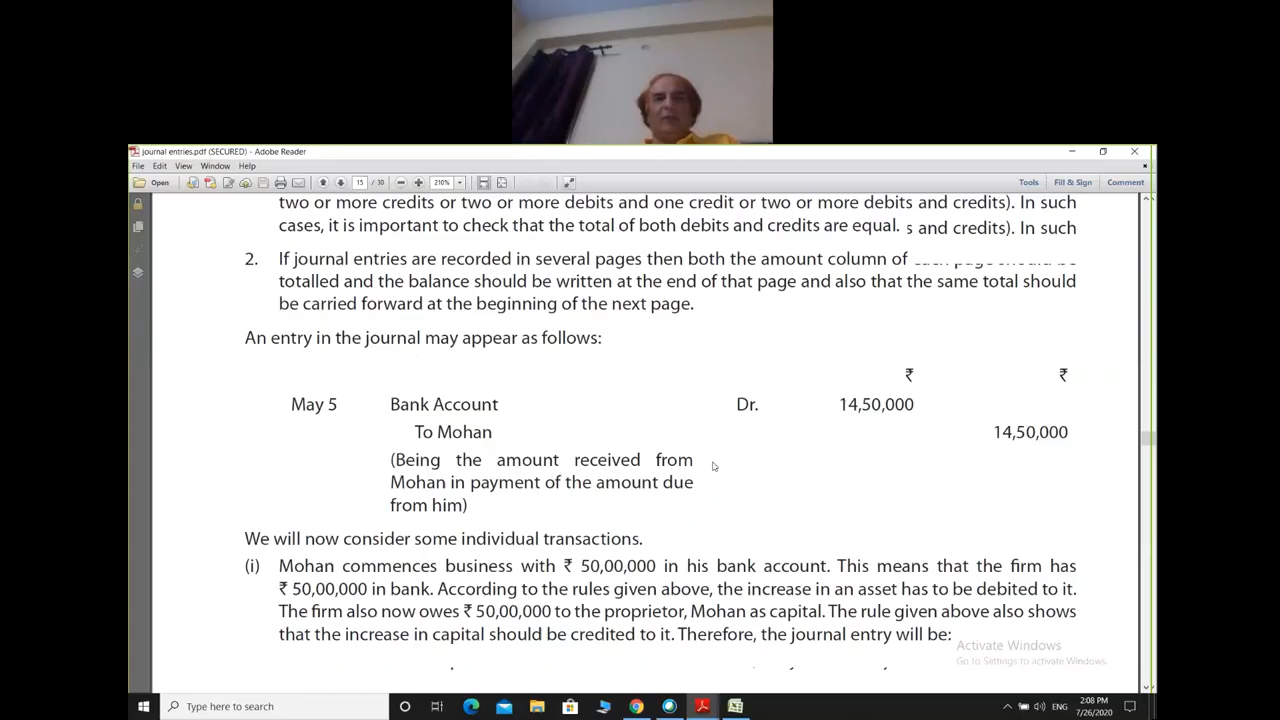 journal entries.pdf (SECURED) - Adobe Reader
File Edit View Window Help
Open 15 / 30 210% Tools Fill & Sign Comment
two or more credits or two or more debits and one credit or two or more debits and credits). In such
cases, it is important to check that the total of both debits and credits are equal. s and credits). In such
2. If journal entries are recorded in several pages then both the amount column of
totalled and the balance should be written at the end of that page and also that the same total should
be carried forward at the beginning of the next page.
An entry in the journal may appear as follows:
₹ ₹
May 5 Bank Account Dr. 14,50,000
To Mohan 14,50,000
(Being the amount received from
Mohan in payment of the amount due
from him)
We will now consider some individual transactions.
(i) Mohan commences business with ₹ 50,00,000 in his bank account. This means that the firm has
₹ 50,00,000 in bank. According to the rules given above, the increase in an asset has to be debited to it.
The firm also now owes ₹ 50,00,000 to the proprietor, Mohan as capital. The rule given above also shows
that the increase in capital should be credited to it. Therefore, the journal entry will be:
Activate Windows
Go to Settings to activate Windows.
Type here to search
ENG
2:08 PM
7/26/2020